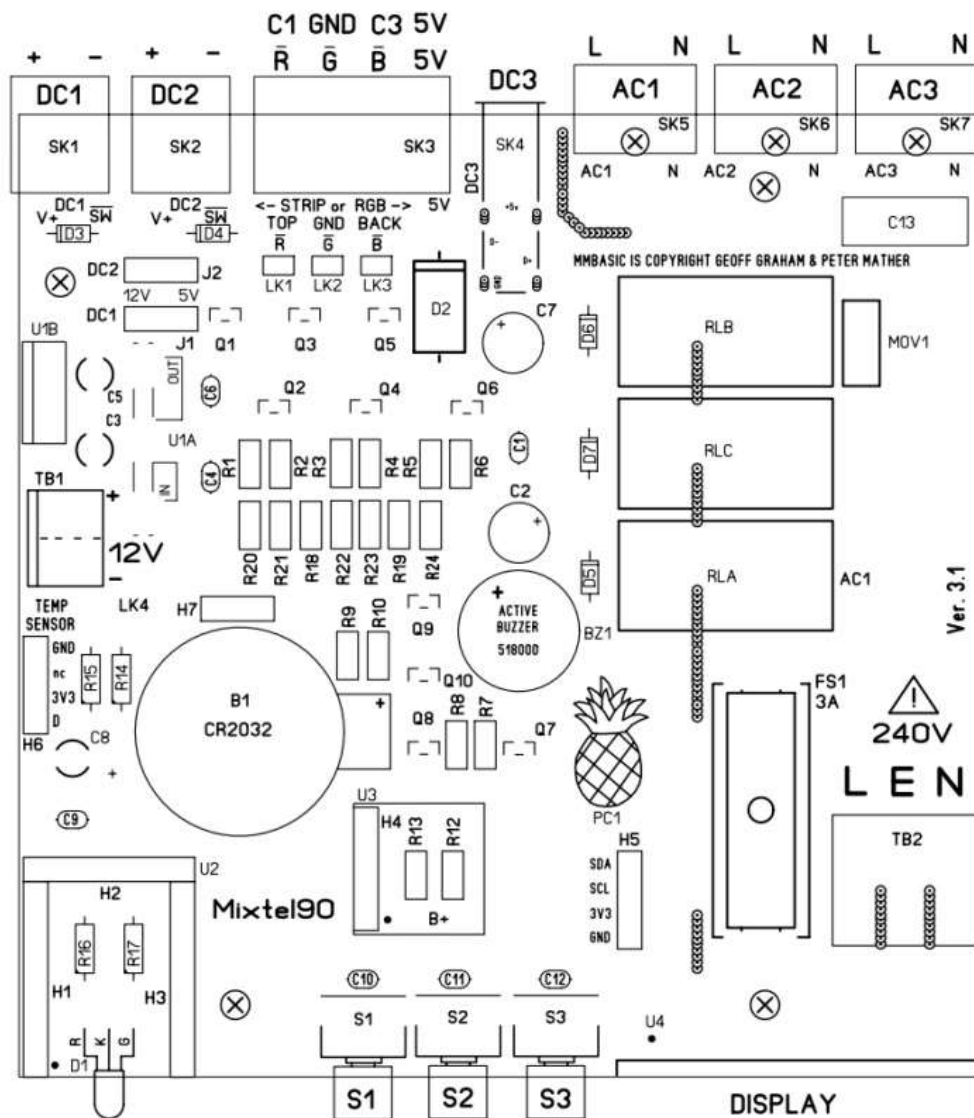 C1 GND C3 5V
+ - + - R G B 5V
L N L N L N
DC1 DC2 DC3 AC1 AC2 AC3
SK1 SK2 SK3 SK4 SK5 SK6 SK7
DC3 AC1 N AC2 N AC3 N
DC1 DC2 <- STRIP or RGB -> 5V +5v
V+ SW V+ SW TOP GND BACK
D3 D4 R G B D- D+ C13
GND MMBASIC IS COPYRIGHT GEOFF GRAHAM & PETER MATHER
DC2 J2 LK1 LK2 LK3
12V 5V
DC1 J1 Q1 Q3 Q5 D2 C7 D6 RLB MOV1
U1B OUT
C5 C6 Q2 Q4 Q6
C3
U1A R1 R2 R3 R4 R5 R6 C1 D7 RLC
IN C4
TB1 +
C2
12V
- R20 R21 R18 R22 R23 R19 R24 D5 RLA AC1
TEMP LK4 H7
SENSOR
GND R9 R10 Q9 + ACTIVE
BUZZER BZ1
518000
Ver. 3.1
nc R15 R14
3V3
D
H6 C8 +
B1 +
CR2032
Q10 R8 R7
Q8 Q7
FS1
3A
240V
L E N
C9 U3 PC1
H4 R13 R12 H5 TB2
SDA
SCL
3V3
GND
B+
U2
H2
Mixtel90
R16 R17
H1 H3
C10 C11 C12
S1 S2 S3 U4
R K G
D1
S1 S2 S3 DISPLAY